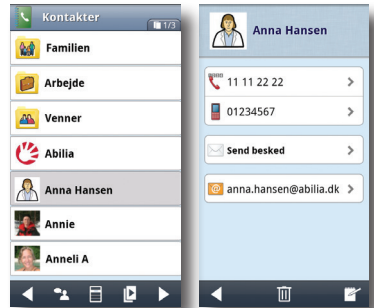 Kontakter
1/3
Familien
Arbejde
Venner
Abilia
Anna Hansen
Annie
Anneli A
Anna Hansen
11 11 22 22
01234567
Send besked
anna.hansen@abilia.dk